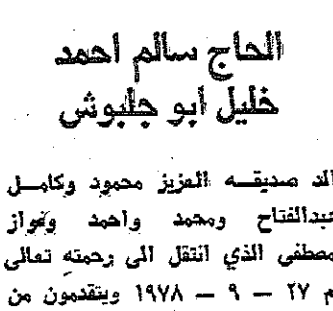 الحاج سالم احمد
خليل ابو جلبوش
الد صديقه العزيز محمود وكامل
عبدالفتاح ومحمد واحمد وفواز
مصطفى الذي انتقل الى رحمته تعالى
م ٢٧ – ٩ – ١٩٧٨ ويتقدمون من